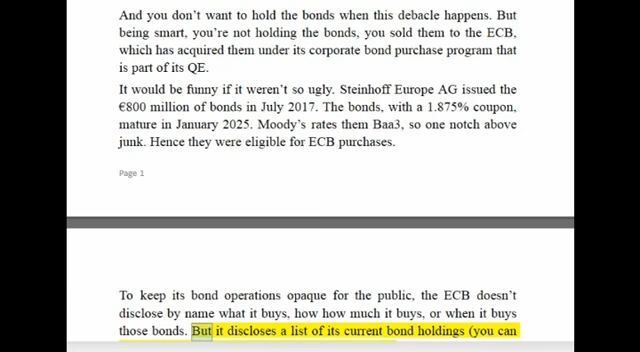 And you don't want to hold the bonds when this debacle happens. But
being smart, you're not holding the bonds, you sold them to the ECB,
which has acquired them under its corporate bond purchase program that
is part of its QE.
It would be funny if it weren't so ugly. Steinhoff Europe AG issued the
€800 million of bonds in July 2017. The bonds, with a 1.875% coupon,
mature in January 2025. Moody's rates them Baa3, so one notch above
junk. Hence they were eligible for ECB purchases.
Page 1
To keep its bond operations opaque for the public, the ECB doesn't
disclose by name what it buys, how how much it buys, or when it buys
those bonds. But it discloses a list of its current bond holdings (you can